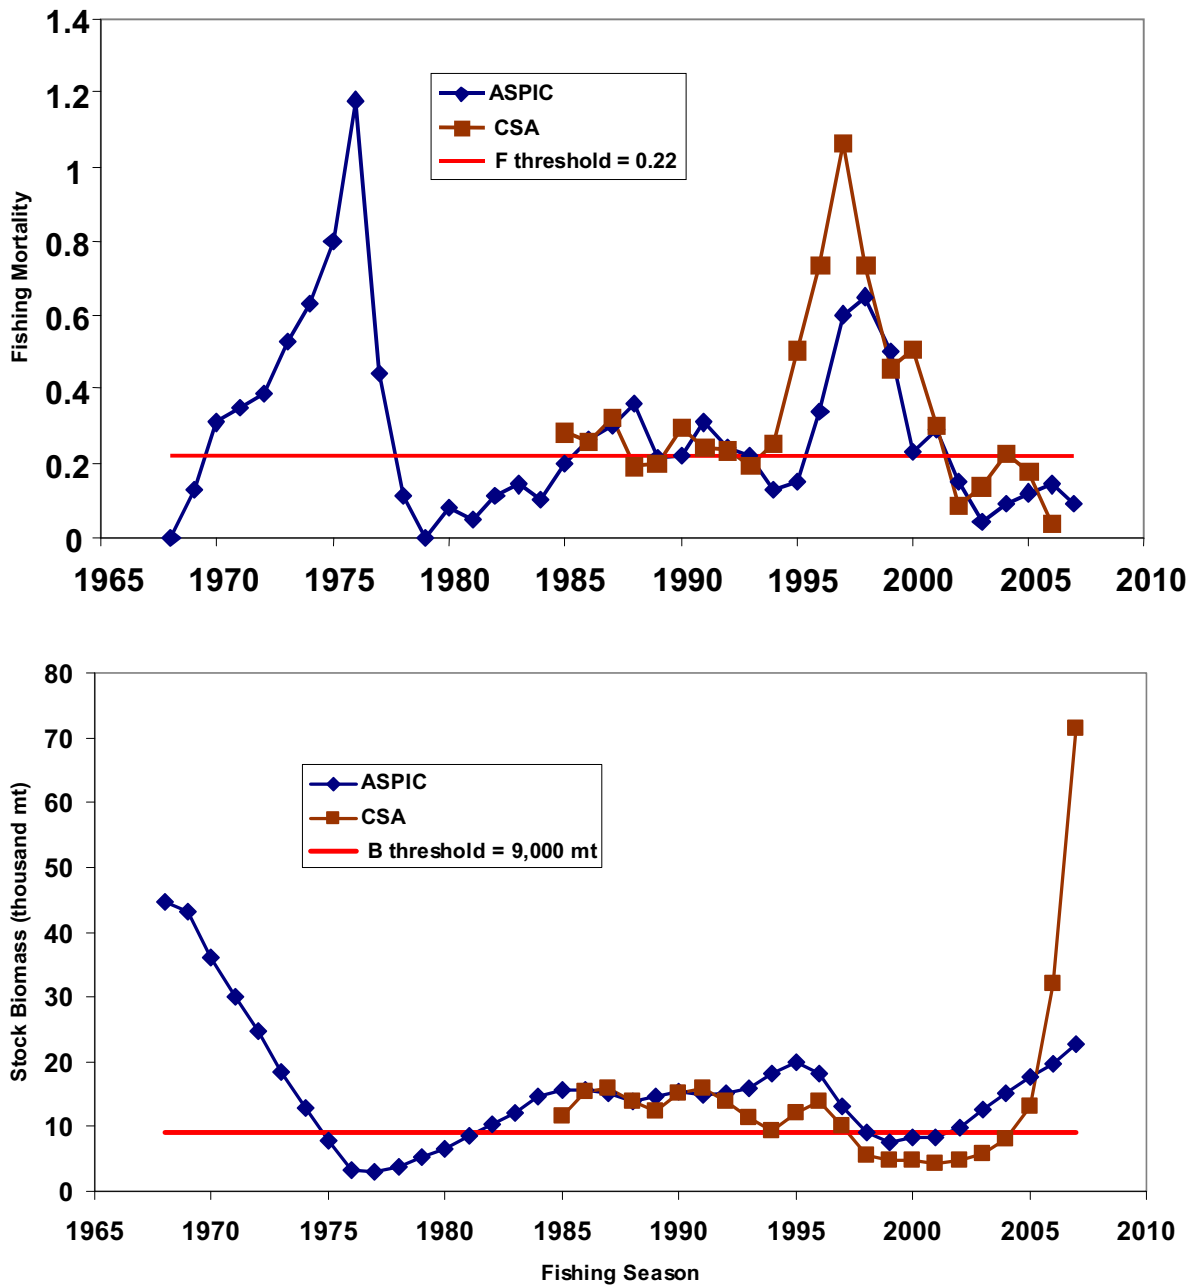 Fishing Mortality
1.4
1.2
1
0.8
0.6
0.4
0.2
0
ASPIC
CSA
F threshold = 0.22
1965 1970 1975 1980 1985 1990 1995 2000 2005 2010
Stock Biomass (thousand mt)
80
70
60
50
40
30
20
10
0
ASPIC
CSA
B threshold = 9,000 mt
1965 1970 1975 1980 1985 1990 1995 2000 2005 2010
Fishing Season